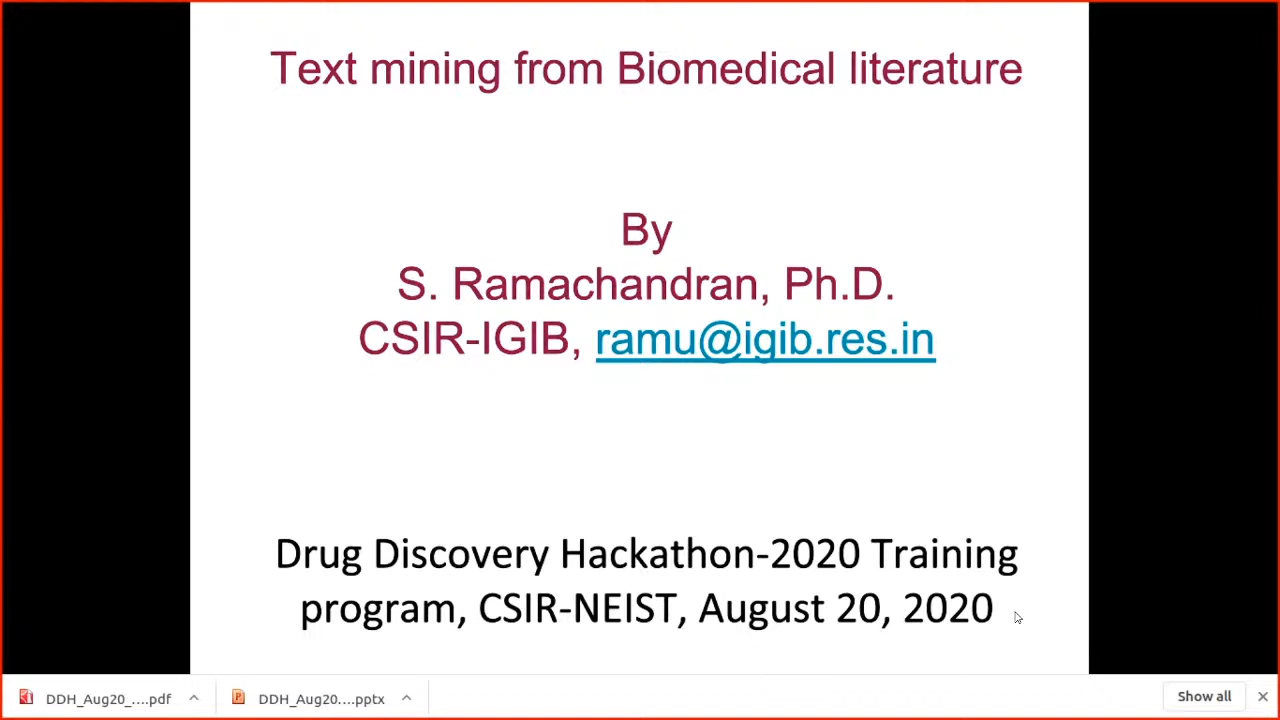 Text mining from Biomedical literature
By
S. Ramachandran, Ph.D.
CSIR-IGIB, ramu@igib.res.in
Drug Discovery Hackathon-2020 Training
program, CSIR-NEIST, August 20, 2020
DDH_Aug20_....pdf
DDH_Aug20....pptx
Show all